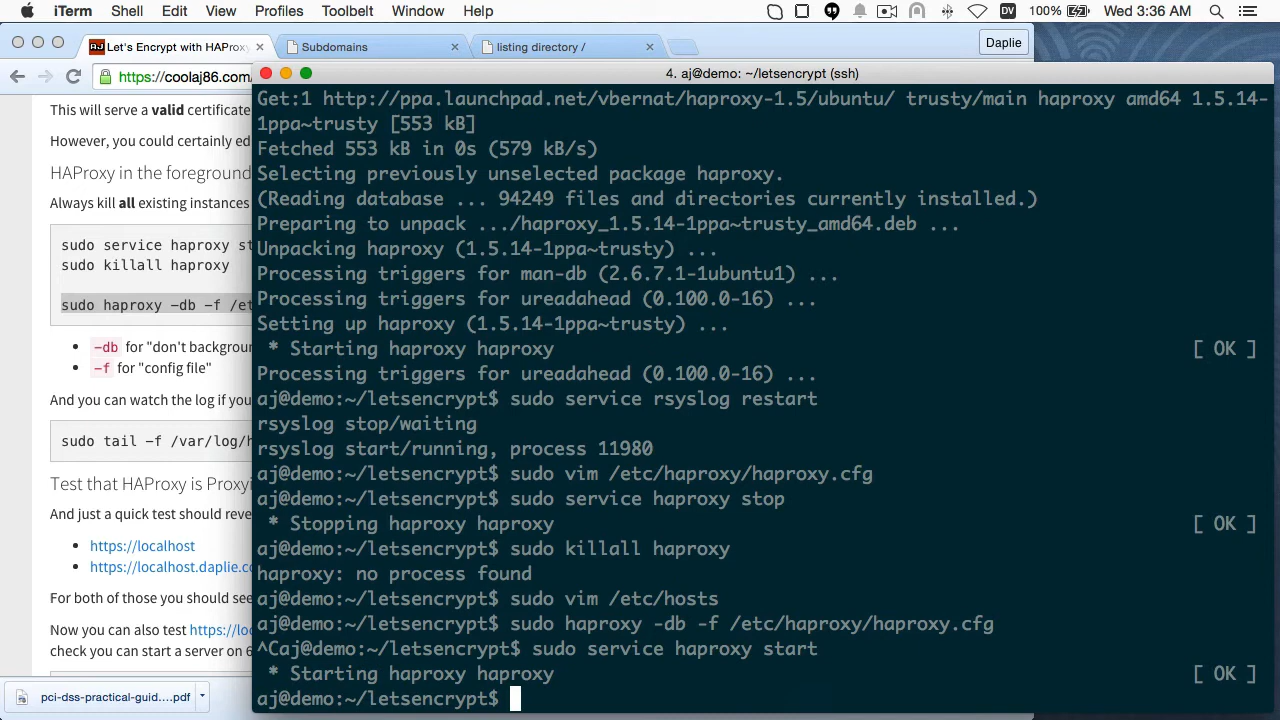 iTerm Shell Edit View Profiles Toolbelt Window Help DV 100% Wed 3:36 AM
Let's Encrypt with HAProxy Subdomains listing directory / Daplie
https://coolaj86.com/
4. aj@demo: ~/letsencrypt (ssh)
This will serve a valid certificate
However, you could certainly ed
HAProxy in the foreground
Always kill all existing instances
sudo service haproxy st
sudo killall haproxy
sudo haproxy -db -f /et
-db for "don't backgroun
-f for "config file"
And you can watch the log if you
sudo tail -f /var/log/h
Test that HAProxy is Proxyi
And just a quick test should reve
https://localhost
https://localhost.daplie.co
For both of those you should see
Now you can also test https://loc
check you can start a server on 6
pci-dss-practical-guid....pdf
Get:1 http://ppa.launchpad.net/vbernat/haproxy-1.5/ubuntu/ trusty/main haproxy amd64 1.5.14-
1ppa~trusty [553 kB]
Fetched 553 kB in 0s (579 kB/s)
Selecting previously unselected package haproxy.
(Reading database ... 94249 files and directories currently installed.)
Preparing to unpack .../haproxy_1.5.14-1ppa~trusty_amd64.deb ...
Unpacking haproxy (1.5.14-1ppa~trusty) ...
Processing triggers for man-db (2.6.7.1-1ubuntu1) ...
Processing triggers for ureadahead (0.100.0-16) ...
Setting up haproxy (1.5.14-1ppa~trusty) ...
* Starting haproxy haproxy [ OK ]
Processing triggers for ureadahead (0.100.0-16) ...
aj@demo:~/letsencrypt$ sudo service rsyslog restart
rsyslog stop/waiting
rsyslog start/running, process 11980
aj@demo:~/letsencrypt$ sudo vim /etc/haproxy/haproxy.cfg
aj@demo:~/letsencrypt$ sudo service haproxy stop
* Stopping haproxy haproxy [ OK ]
aj@demo:~/letsencrypt$ sudo killall haproxy
haproxy: no process found
aj@demo:~/letsencrypt$ sudo vim /etc/hosts
aj@demo:~/letsencrypt$ sudo haproxy -db -f /etc/haproxy/haproxy.cfg
^Caj@demo:~/letsencrypt$ sudo service haproxy start
* Starting haproxy haproxy [ OK ]
aj@demo:~/letsencrypt$